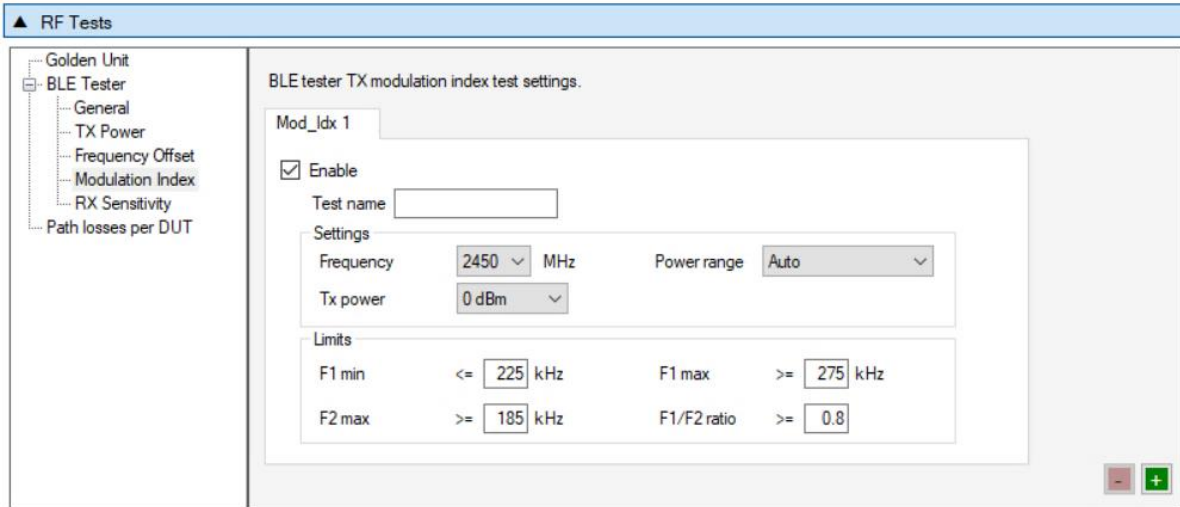 ▲ RF Tests
Golden Unit
BLE Tester
General
TX Power
Frequency Offset
Modulation Index
RX Sensitivity
Path losses per DUT
BLE tester TX modulation index test settings.
Mod_Idx 1
Enable
Test name
Settings
Frequency 2450 MHz Power range Auto
Tx power 0 dBm
Limits
F1 min <= 225 kHz F1 max >= 275 kHz
F2 max >= 185 kHz F1/F2 ratio >= 0.8
- +